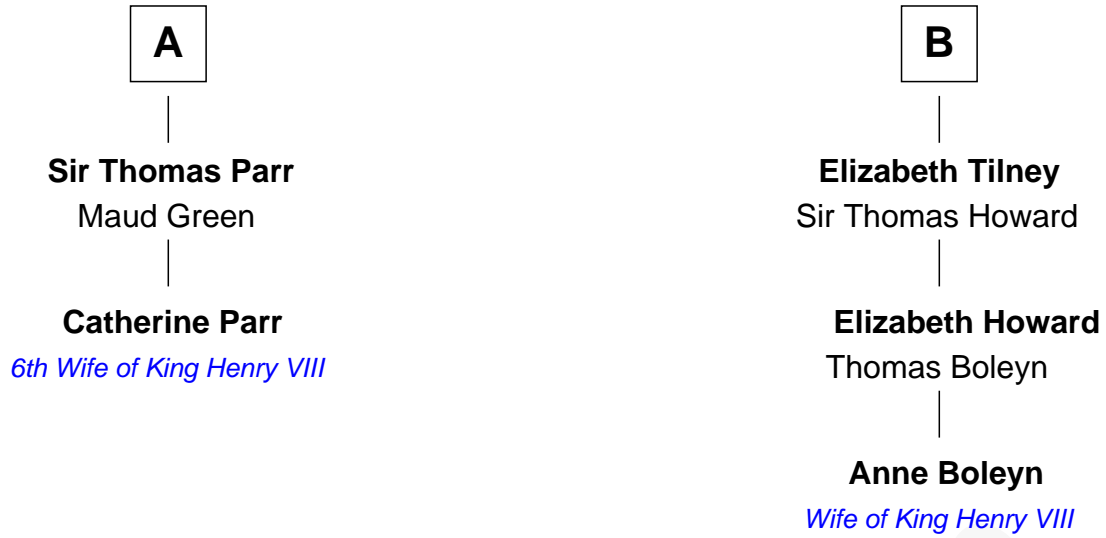 A
Sir Thomas Parr
Maud Green
Catherine Parr
6th Wife of King Henry VIII
B
Elizabeth Tilney
Sir Thomas Howard
Elizabeth Howard
Thomas Boleyn
Anne Boleyn
Wife of King Henry VIII